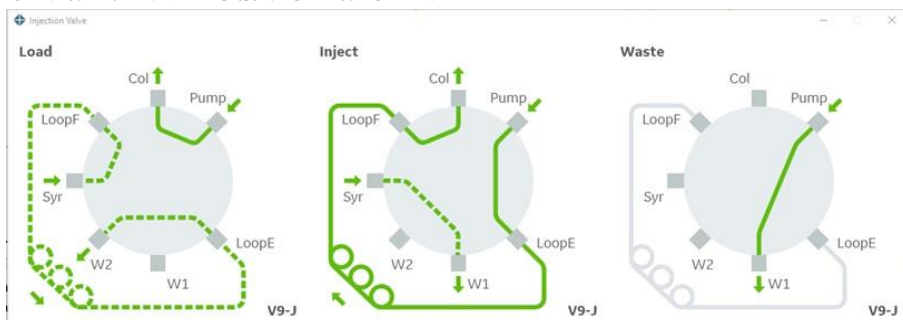 Injection Valve
Load
Inject
Waste
Col
Pump
LoopF
Syr
LoopE
W2
W1
V9-J
Col
Pump
LoopF
Syr
LoopE
W2
W1
V9-J
Col
Pump
LoopF
Syr
LoopE
W2
W1
V9-J